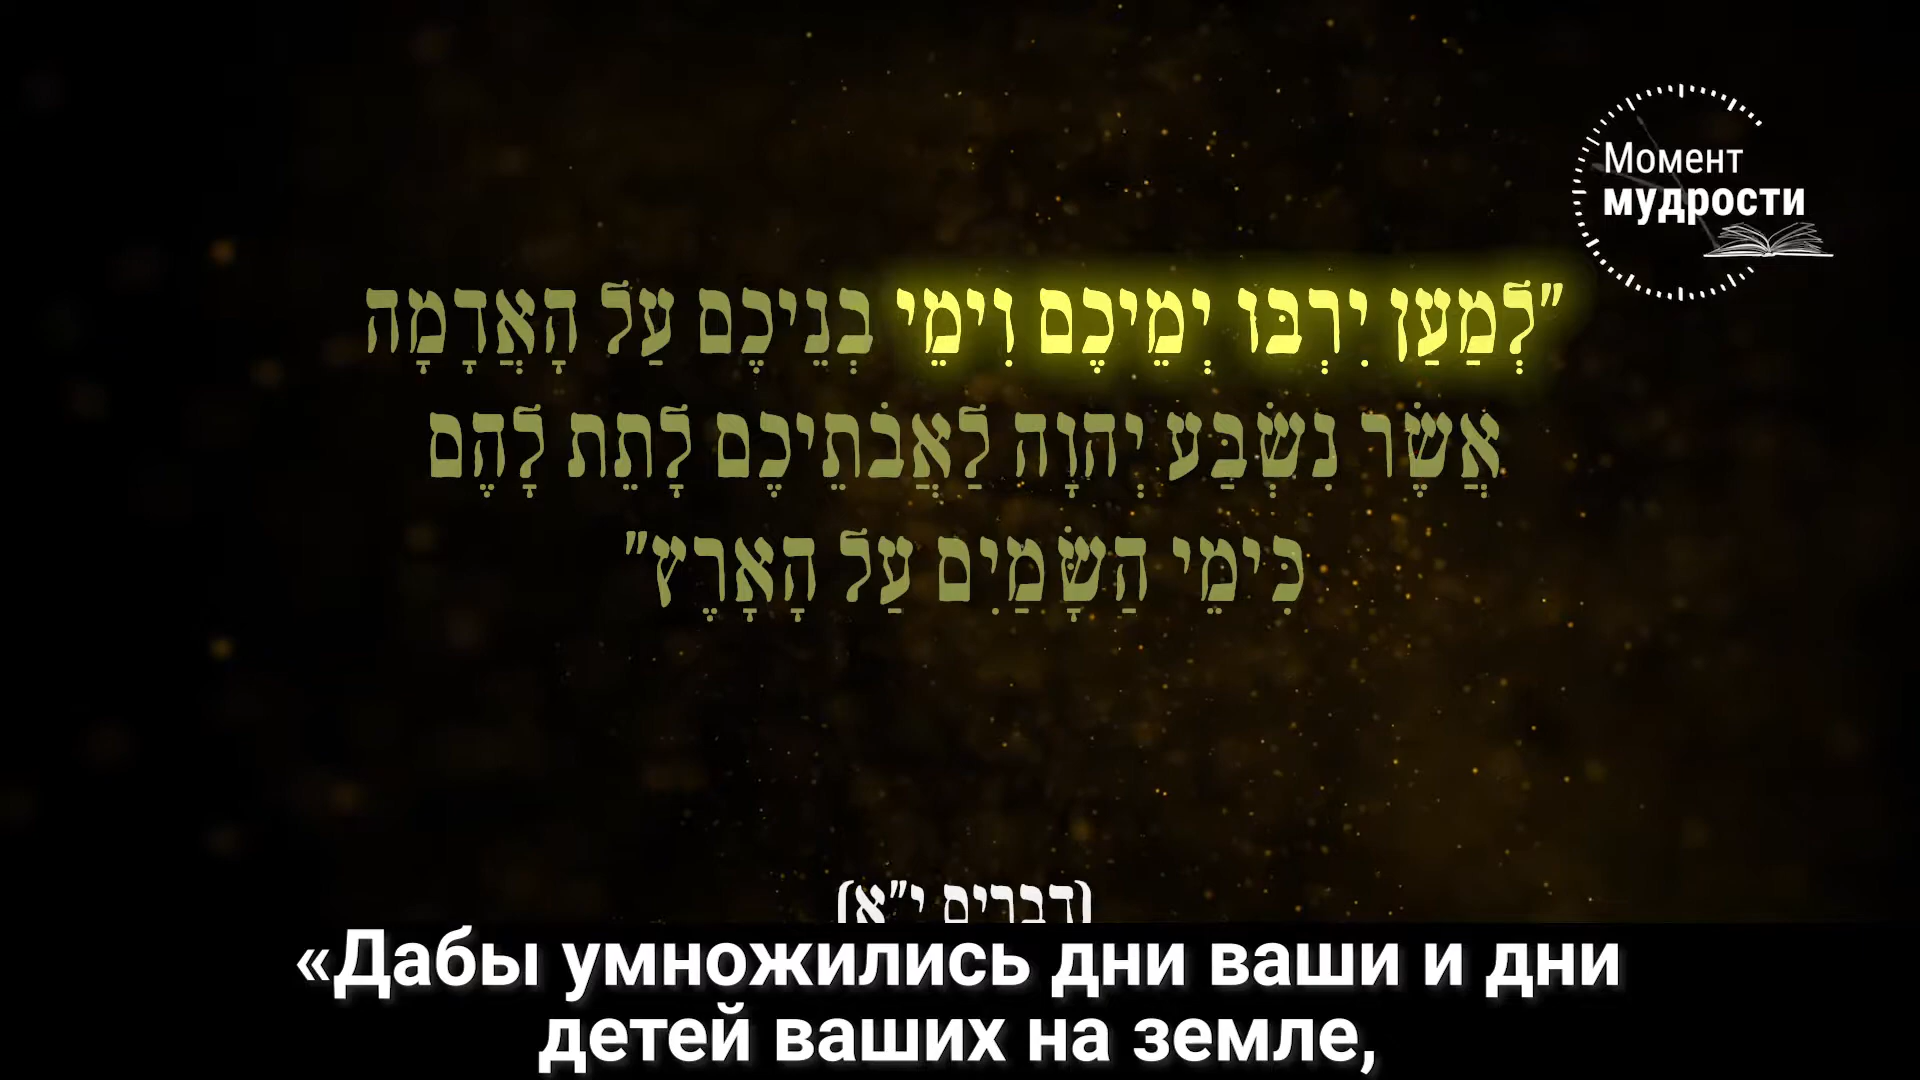 Момент
мудрости
"לְמַעַן יִרְבּוּ יְמֵיכֶם וִימֵי בְנֵיכֶם עַל הָאֲדָמָה
אֲשֶׁר נִשְׁבַּע יְהוָה לַאֲבֹתֵיכֶם לָתֵת לָהֶם
כִּימֵי הַשָּׁמַיִם עַל הָאָרֶץ"
(דברים י"א)
«Дабы умножились дни ваши и дни
детей ваших на земле,